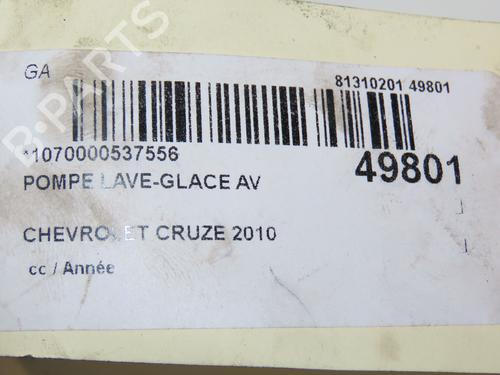 GA
81310201 49801
*1070000537556
49801
POMPE LAVE-GLACE AV
CHEVROLET CRUZE 2010
cc / Année
B-PARTS